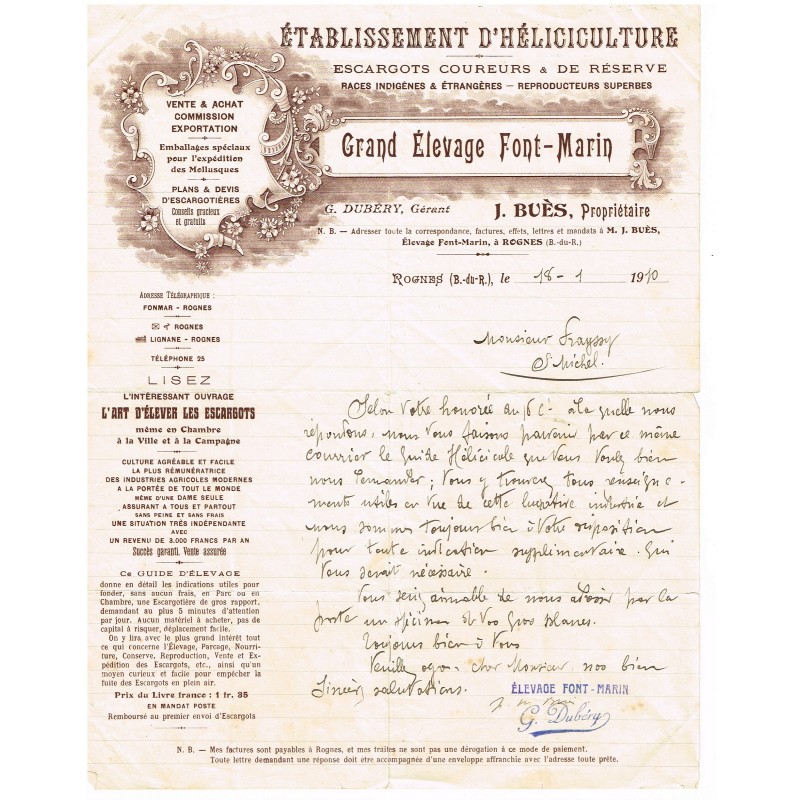 ÉTABLISSEMENT D'HÉLICICULTURE
ESCARGOTS COUREURS & DE RÉSERVE
RACES INDIGÈNES & ÉTRANGÈRES — REPRODUCTEURS SUPERBES
VENTE & ACHAT
COMMISSION
EXPORTATION
Emballages spéciaux
pour l'expédition
des Mollusques
PLANS & DEVIS
D'ESCARGOTIÈRES
Conseils gracieux
et gratuits
Grand Élevage Font-Marin
G. DUBÉRY, Gérant J. BUÈS, Propriétaire
N. B. — Adresser toute la correspondance, factures, effets, lettres et mandats à M. J. BUÈS,
Élevage Font-Marin, à ROGNES (B.-du-R.)
ROGNES (B.-du-R.), le 18-1 1910
ADRESSE TÉLÉGRAPHIQUE :
FONMAR - ROGNES
ROGNES
LIGNANE - ROGNES
TÉLÉPHONE 25
LISEZ
L'INTÉRESSANT OUVRAGE
L'ART D'ÉLEVER LES ESCARGOTS
même en Chambre
à la Ville et à la Campagne
CULTURE AGRÉABLE ET FACILE
LA PLUS RÉMUNÉRATRICE
DES INDUSTRIES AGRICOLES MODERNES
A LA PORTÉE DE TOUT LE MONDE
MÊME D'UNE DAME SEULE
ASSURANT A TOUS ET PARTOUT
SANS PEINE ET SANS FRAIS
UNE SITUATION TRÈS INDÉPENDANTE
AVEC
UN REVENU DE 3.000 FRANCS PAR AN
Succès garanti. Vente assurée
CE GUIDE D'ÉLEVAGE
donne en détail les indications utiles pour
fonder, sans aucun frais, en Parc ou en
Chambre, une Escargotière de gros rapport,
demandant au plus 5 minutes d'attention
par jour. Aucun matériel à acheter, pas de
capital à risquer, déplacement facile.
On y lira avec le plus grand intérêt tout
ce qui concerne l'Élevage, Parcage, Nourriture,
Conserve, Reproduction, Vente et Expédition
des Escargots, etc., ainsi qu'un
moyen curieux et facile pour empêcher la
fuite des Escargots en plein air.
Prix du Livre franco : 1 fr. 35
EN MANDAT POSTE
Remboursé au premier envoi d'Escargots
Monsieur Frayssy
St Michel.
Selon votre honorée du 16 Ct à laquelle nous
répondons, nous vous faisons parvenir par ce même
courrier le Guide Hélicicole que vous voulez bien
nous demander ; vous y trouverez tous renseigne-
ments utiles en vue de cette lucrative industrie et
nous sommes toujours bien à votre disposition
pour toute indication supplémentaire qui
vous serait nécessaire.
Vous seriez aimable de nous adresser par la
poste un spécimen de vos gros blancs.
Toujours bien à vous
Veuillez cher Monsieur nos bien
sincères salutations.
ÉLEVAGE FONT-MARIN
G. Dubéry
N. B. — Mes factures sont payables à Rognes, et mes traites ne sont pas une dérogation à ce mode de paiement.
Toute lettre demandant une réponse doit être accompagnée d'une enveloppe affranchie avec l'adresse toute prête.